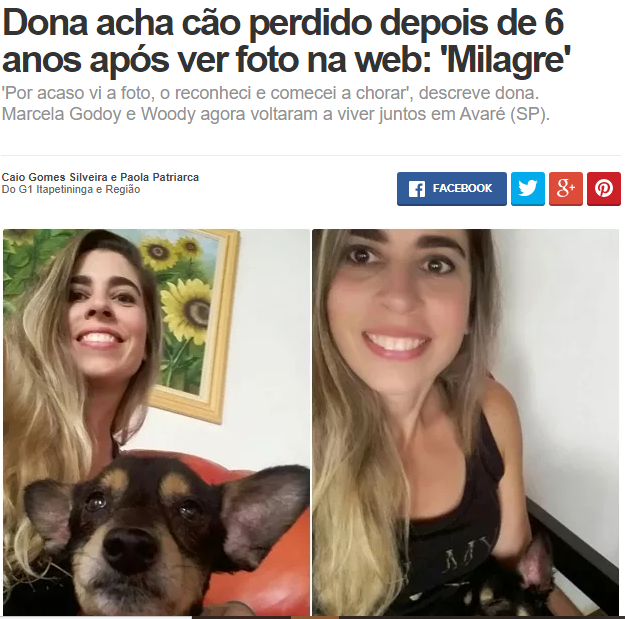 Dona acha cão perdido depois de 6
anos após ver foto na web: 'Milagre'
'Por acaso vi a foto, o reconheci e comecei a chorar', descreve dona.
Marcela Godoy e Woody agora voltaram a viver juntos em Avaré (SP).
Caio Gomes Silveira e Paola Patriarca
Do G1 Itapetininga e Região
FACEBOOK